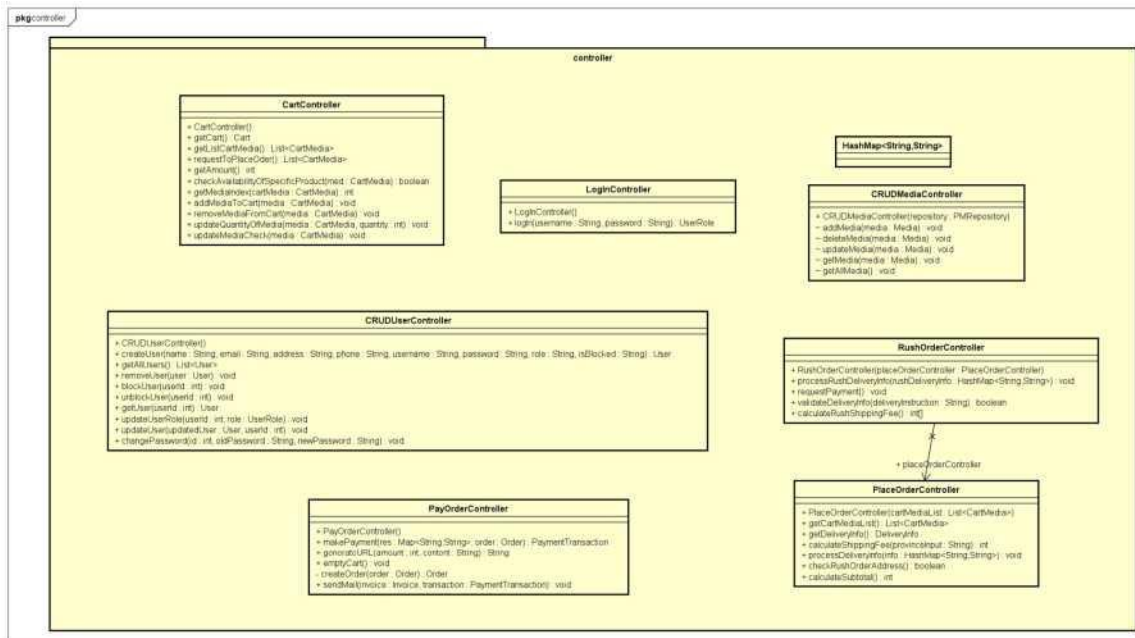 pkg controller
controller
CartController
+ CartController()
+ getCart() : Cart
+ getListCartMedia() : List<CartMedia>
+ requestToPlaceOder() : List<CartMedia>
+ getAmount() : int
+ checkAvailabilityOfSpecificProduct(med : CartMedia) : boolean
+ getMediaIndex(cartMedia : CartMedia) : int
+ addMediaToCart(media : CartMedia) : void
+ removeMediaFromCart(media : CartMedia) : void
+ updateQuantityOfMedia(media : CartMedia, quantity : int) : void
+ updateMediaCheck(media : CartMedia) : void
LogInController
+ LogInController()
+ login(username : String, password : String) : UserRole
HashMap<String,String>
CRUDMediaController
+ CRUDMediaController(repository : PMRepository)
~ addMedia(media : Media) : void
~ deleteMedia(media : Media) : void
~ updateMedia(media : Media) : void
~ getMedia(media : Media) : void
~ getAllMedia() : void
CRUDUserController
+ CRUDUserController()
+ createUser(name : String, email : String, address : String, phone : String, username : String, password : String, role : String, isBlocked : String) : User
+ getAllUsers() : List<User>
+ removeUser(user : User) : void
+ blockUser(userId : int) : void
+ unblockUser(userId : int) : void
+ getUser(userId : int) : User
+ updateUserRole(userId : int, role : UserRole) : void
+ updateUser(updatedUser : User, userId : int) : void
+ changePassword(id : int, oldPassword : String, newPassword : String) : void
RushOrderController
+ RushOrderController(placeOrderController : PlaceOrderController)
+ processRushDeliveryInfo(rushDeliveryInfo : HashMap<String,String>) : void
+ requestPayment() : void
+ validateDeliveryInfo(deliveryInstruction : String) : boolean
+ calculateRushShippingFee() : int[]
+ placeOrderController
PlaceOrderController
+ PlaceOrderController(cartMediaList : List<CartMedia>)
+ getCartMediaList() : List<CartMedia>
+ getDeliveryInfo() : DeliveryInfo
+ calculateShippingFee(provinceInput : String) : int
+ processDeliveryInfo(info : HashMap<String,String>) : void
+ checkRushOrderAddress() : boolean
+ calculateSubtotal() : int
PayOrderController
+ PayOrderController()
+ makePayment(res : Map<String,String>, order : Order) : PaymentTransaction
+ generateURL(amount : int, content : String) : String
+ emptyCart() : void
- createOrder(order : Order) : Order
+ sendMail(invoice : Invoice, transaction : PaymentTransaction) : void